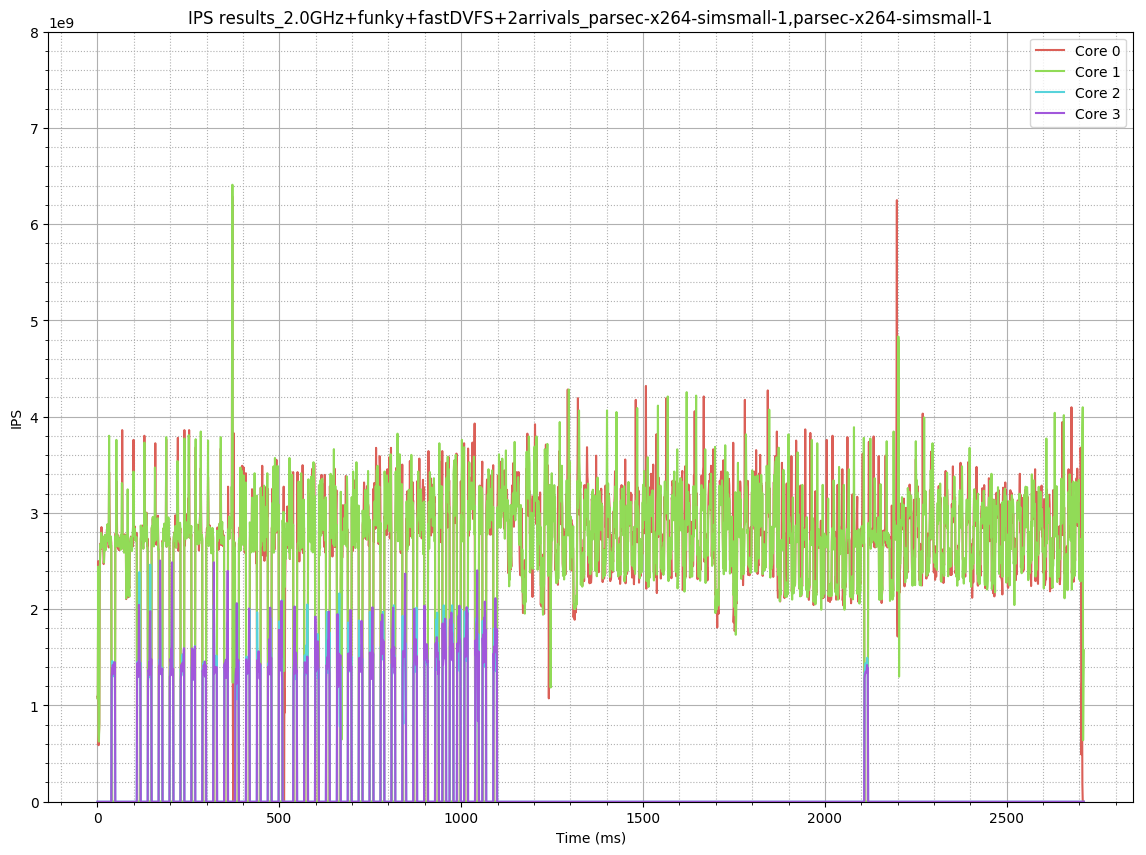 IPS results_2.0GHz+funky+fastDVFS+2arrivals_parsec-x264-simsmall-1,parsec-x264-simsmall-1
1e9
Core 0
Core 1
Core 2
Core 3
8
7
6
5
4
3
2
1
0
IPS
0
500
1000
1500
2000
2500
Time (ms)